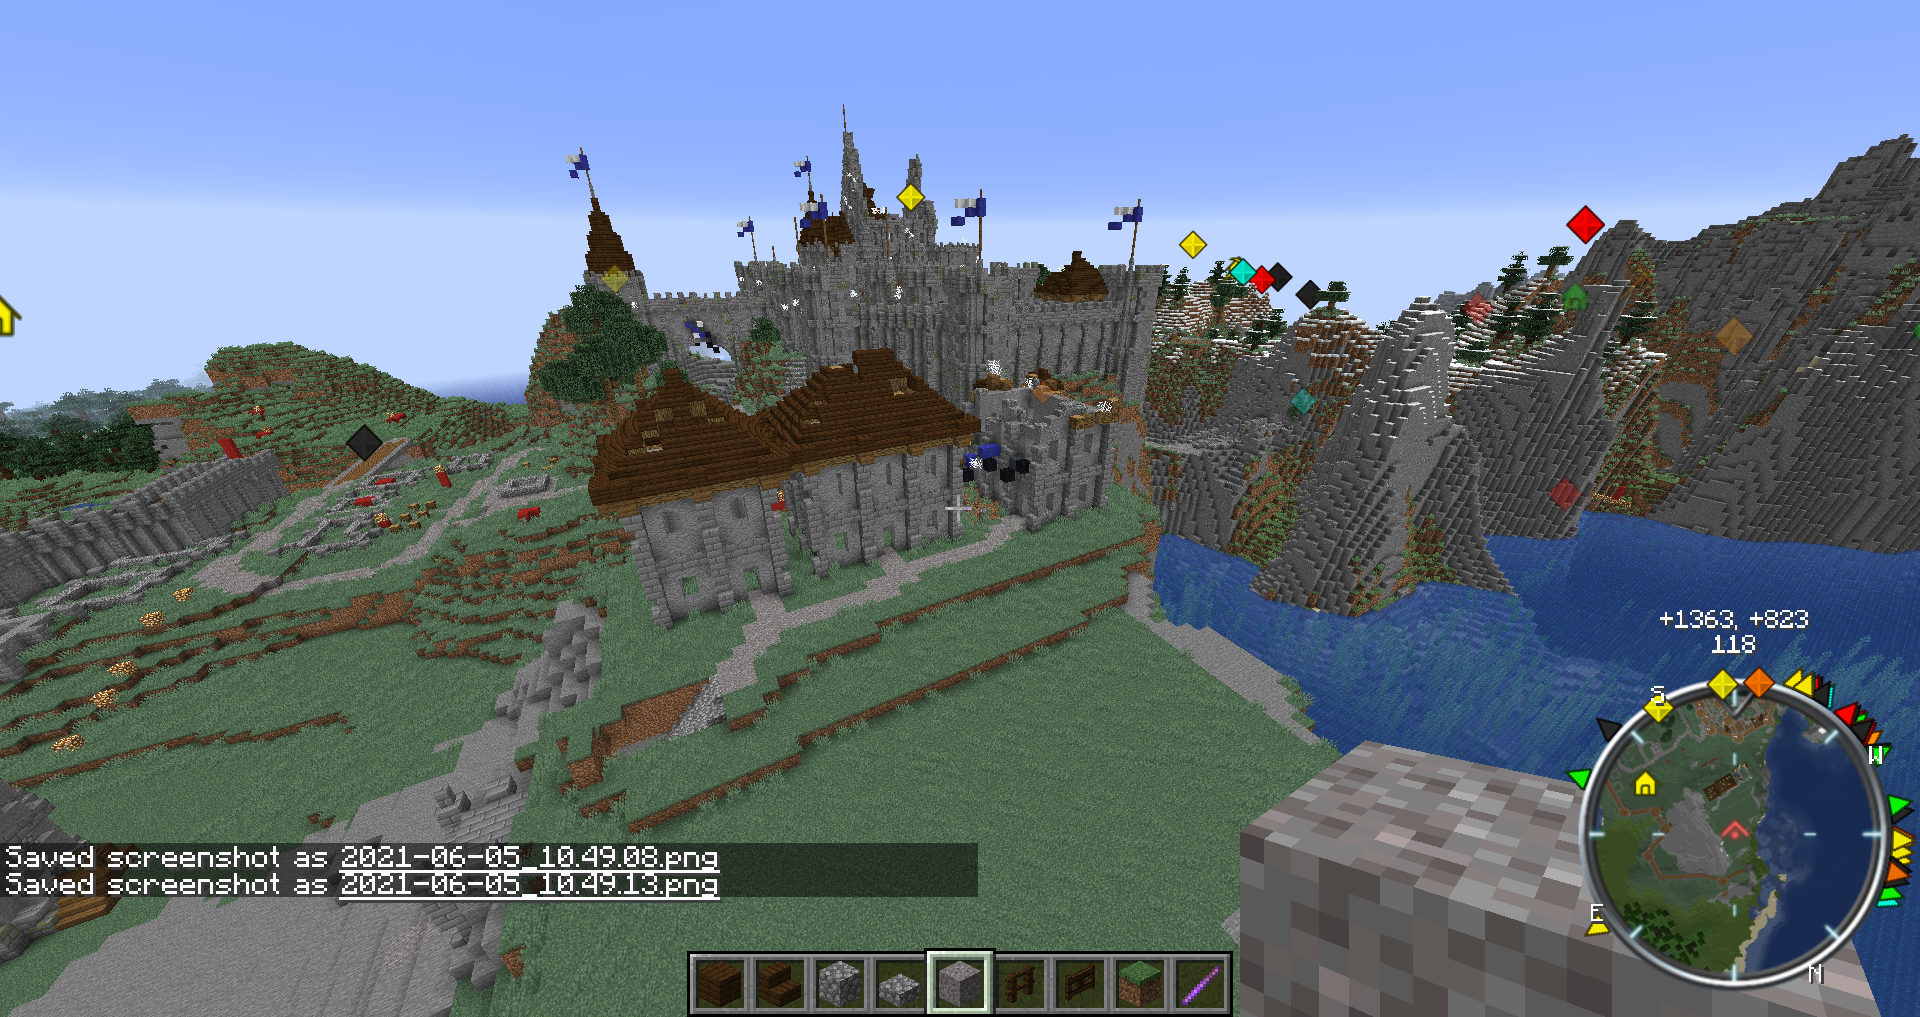 +1363, +823
118
S
W
E
N
Saved screenshot as 2021-06-05_10.49.08.png
Saved screenshot as 2021-06-05_10.49.13.png